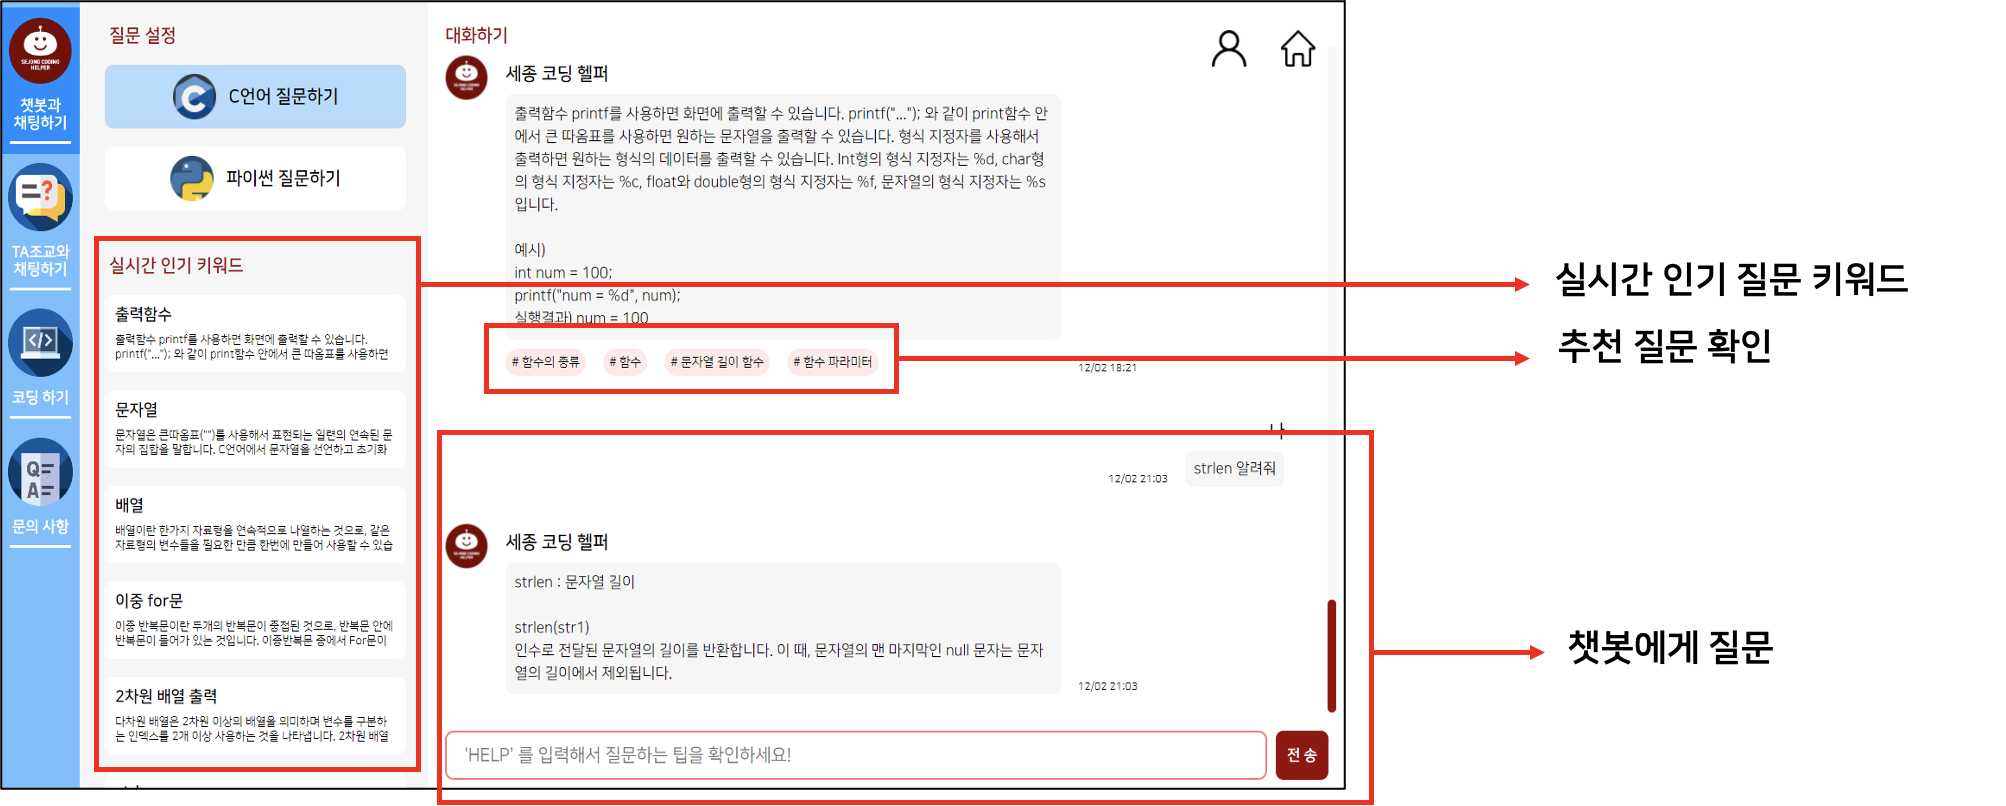 SEJONG CODING
HELPER
챗봇과
채팅하기
TA조교와
채팅하기
코딩 하기
문의 사항
질문 설정
C언어 질문하기
파이썬 질문하기
실시간 인기 키워드
출력함수
출력함수 printf를 사용하면 화면에 출력할 수 있습니다.
printf("..."); 와 같이 print함수 안에서 큰 따옴표를 사용하면
문자열
문자열은 큰따옴표("")를 사용해서 표현되는 일련의 연속된 문
자의 집합을 말합니다. C언어에서 문자열을 선언하고 초기화
배열
배열이란 한가지 자료형을 연속적으로 나열하는 것으로, 같은
자료형의 변수들을 필요한 만큼 한번에 만들어 사용할 수 있습
이중 for문
이중 반복문이란 두개의 반복문이 중첩된 것으로, 반복문 안에
반복문이 들어가 있는 것입니다. 이중반복문 중에서 For문이
2차원 배열 출력
다차원 배열은 2차원 이상의 배열을 의미하며 변수를 구분하
는 인덱스를 2개 이상 사용하는 것을 나타냅니다. 2차원 배열
대화하기
세종 코딩 헬퍼
출력함수 printf를 사용하면 화면에 출력할 수 있습니다. printf("..."); 와 같이 print함수 안
에서 큰 따옴표를 사용하면 원하는 문자열을 출력할 수 있습니다. 형식 지정자를 사용해서
출력하면 원하는 형식의 데이터를 출력할 수 있습니다. Int형의 형식 지정자는 %d, char형
의 형식 지정자는 %c, float와 double형의 형식 지정자는 %f, 문자열의 형식 지정자는 %s
입니다.
예시)
int num = 100;
printf("num = %d", num);
실행결과) num = 100
# 함수의 종류 # 함수 # 문자열 길이 함수 # 함수 파라미터
12/02 18:21
나
strlen 알려줘
12/02 21:03
세종 코딩 헬퍼
strlen : 문자열 길이
strlen(str1)
인수로 전달된 문자열의 길이를 반환합니다. 이 때, 문자열의 맨 마지막인 null 문자는 문자
열의 길이에서 제외됩니다.
12/02 21:03
'HELP' 를 입력해서 질문하는 팁을 확인하세요!
전 송
실시간 인기 질문 키워드
추천 질문 확인
챗봇에게 질문